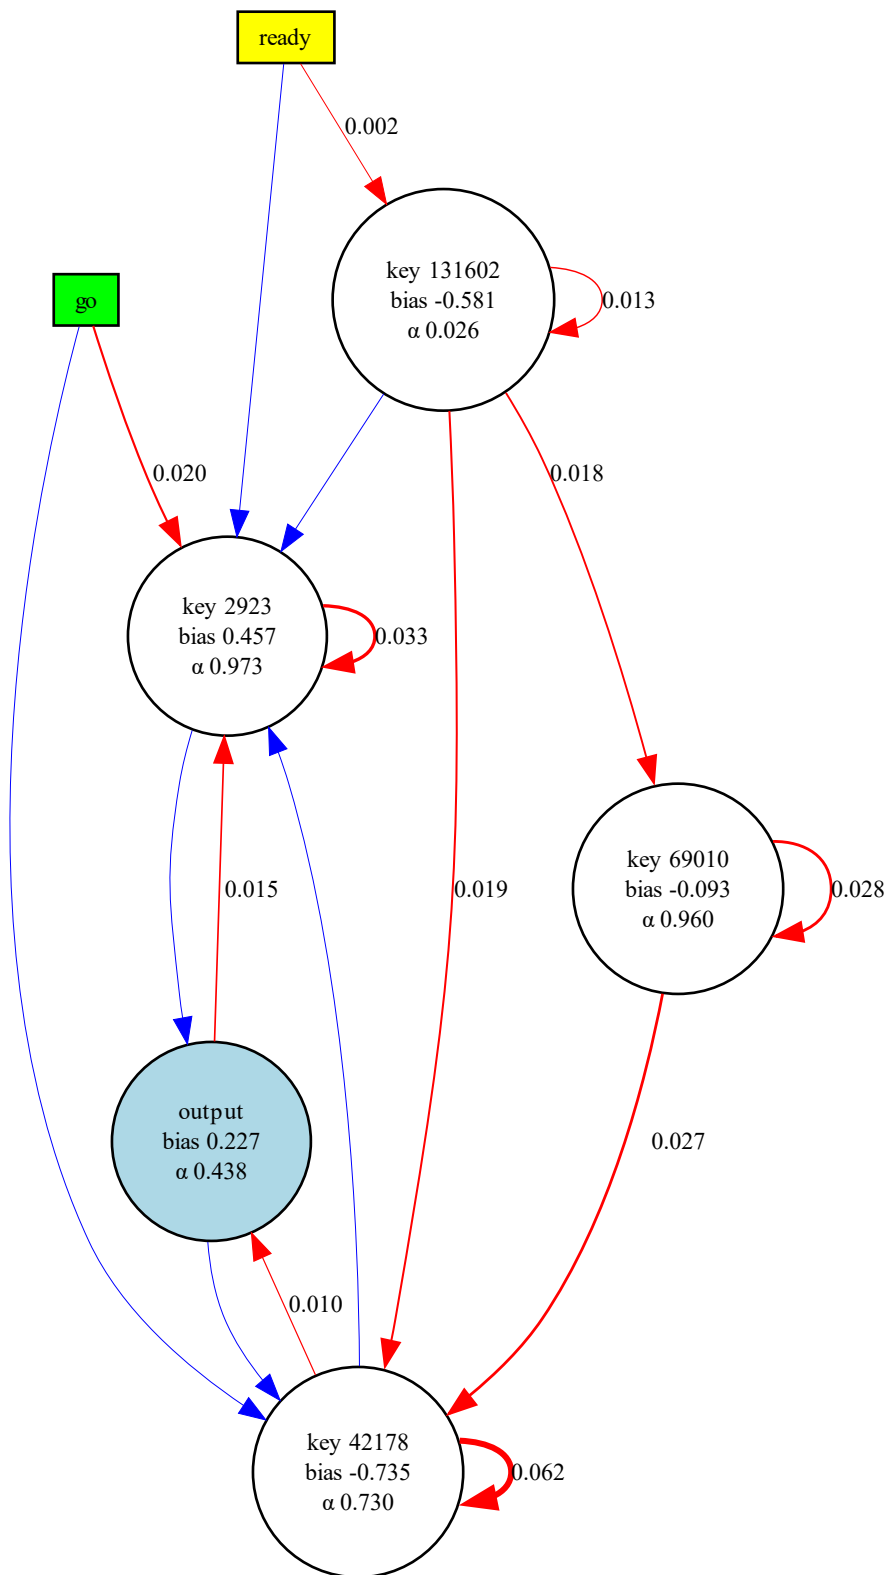 ready
0.002
key 131602
bias -0.581
α 0.026
0.013
go
0.020
0.018
key 2923
bias 0.457
α 0.973
0.033
key 69010
bias -0.093
α 0.960
0.028
0.015
0.019
output
bias 0.227
α 0.438
0.027
0.010
key 42178
bias -0.735
α 0.730
0.062